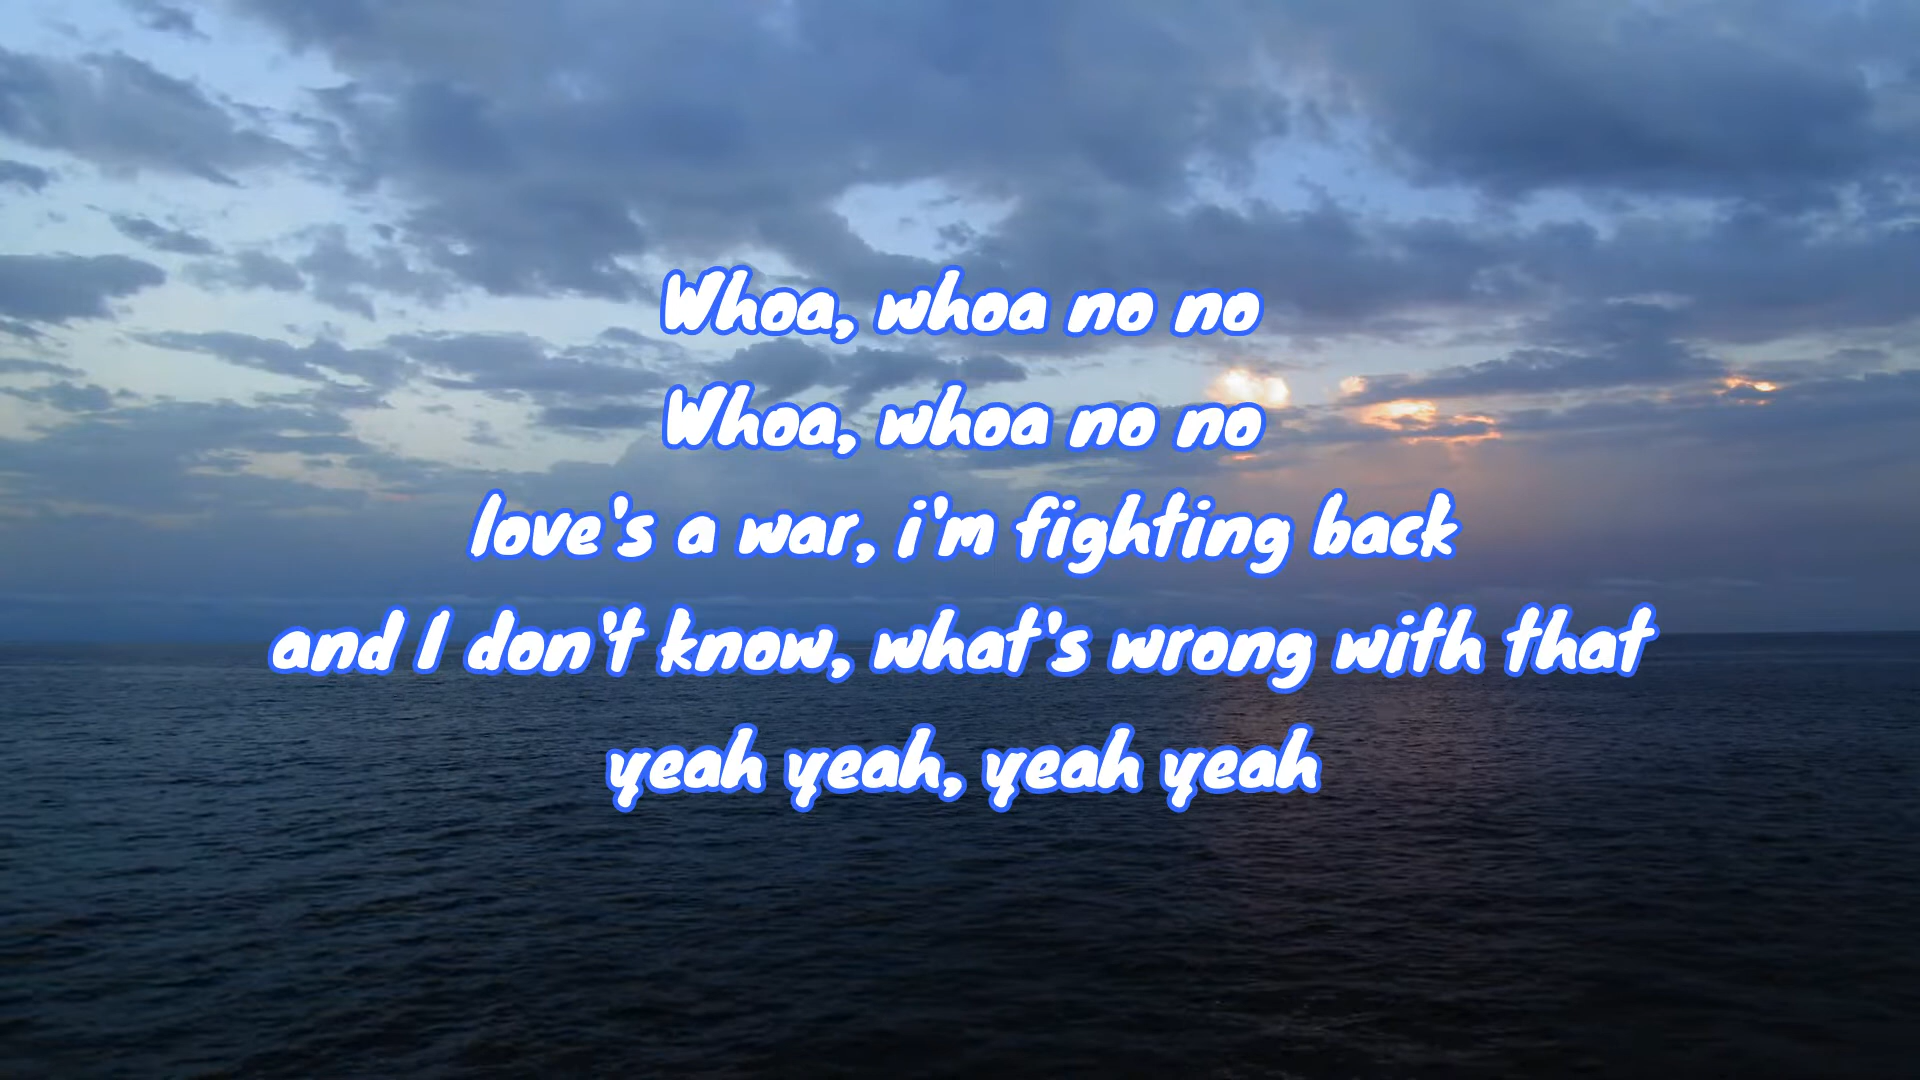 Whoa, whoa no no
Whoa, whoa no no
love's a war, i'm fighting back
and I don't know, what's wrong with that
yeah yeah, yeah yeah